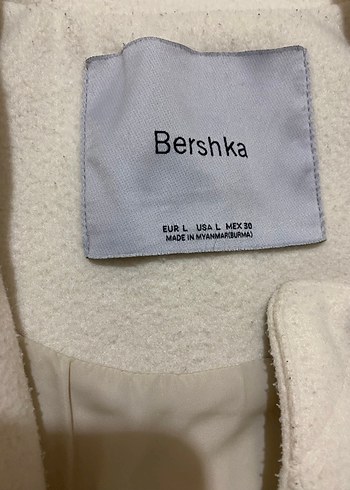 Bershka
EUR L USA L MEX 30
MADE IN MYANMAR(BURMA)